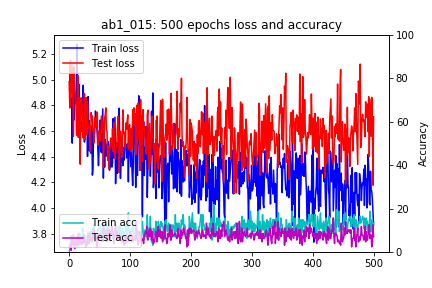 ab1_015: 500 epochs loss and accuracy
Train loss
Test loss
Train acc
Test acc
Loss
5.2
5.0
4.8
4.6
4.4
4.2
4.0
3.8
Accuracy
100
80
60
40
20
0
0 100 200 300 400 500